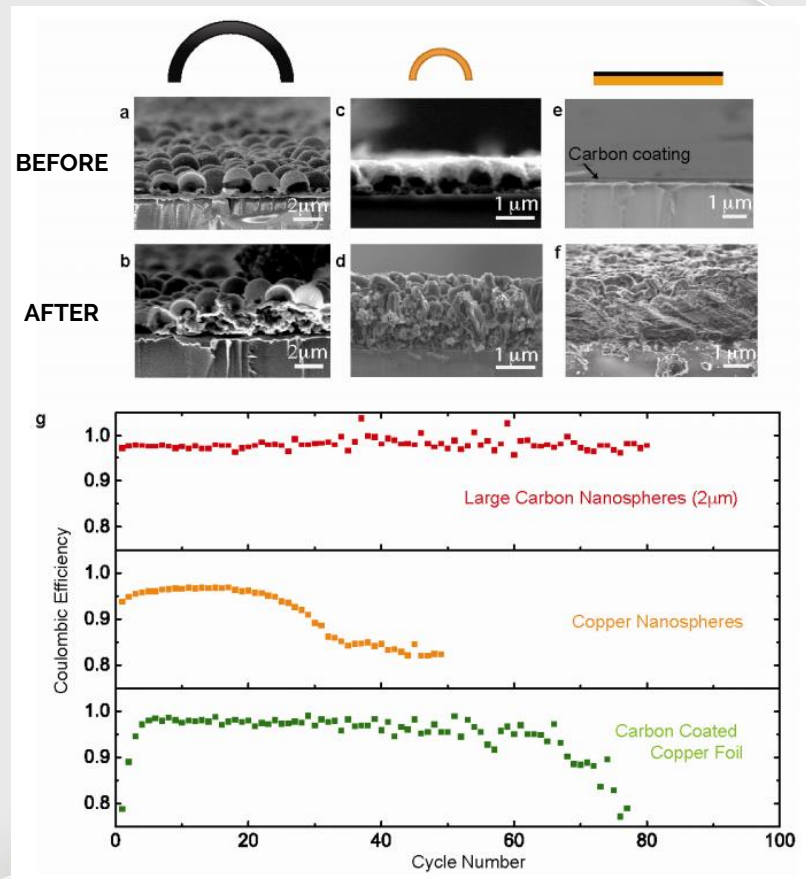 a
c
e
BEFORE
Carbon coating
2μm
1 μm
1 μm
b
d
f
AFTER
2μm
1 μm
1 μm
g
1.0
0.9
0.8
Large Carbon Nanospheres (2μm)
1.0
0.9
0.8
Copper Nanospheres
1.0
0.9
0.8
Carbon Coated
Copper Foil
Coulombic Efficiency
0 20 40 60 80 100
Cycle Number